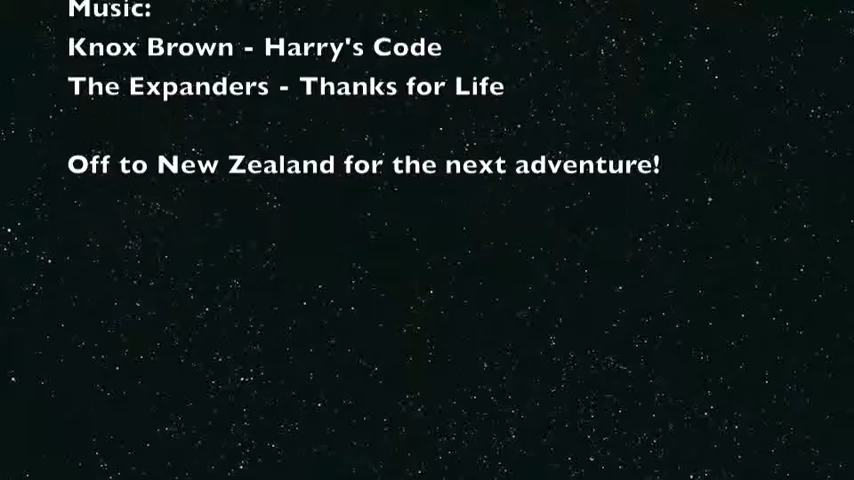 Music:
Knox Brown - Harry's Code
The Expanders - Thanks for Life
Off to New Zealand for the next adventure!